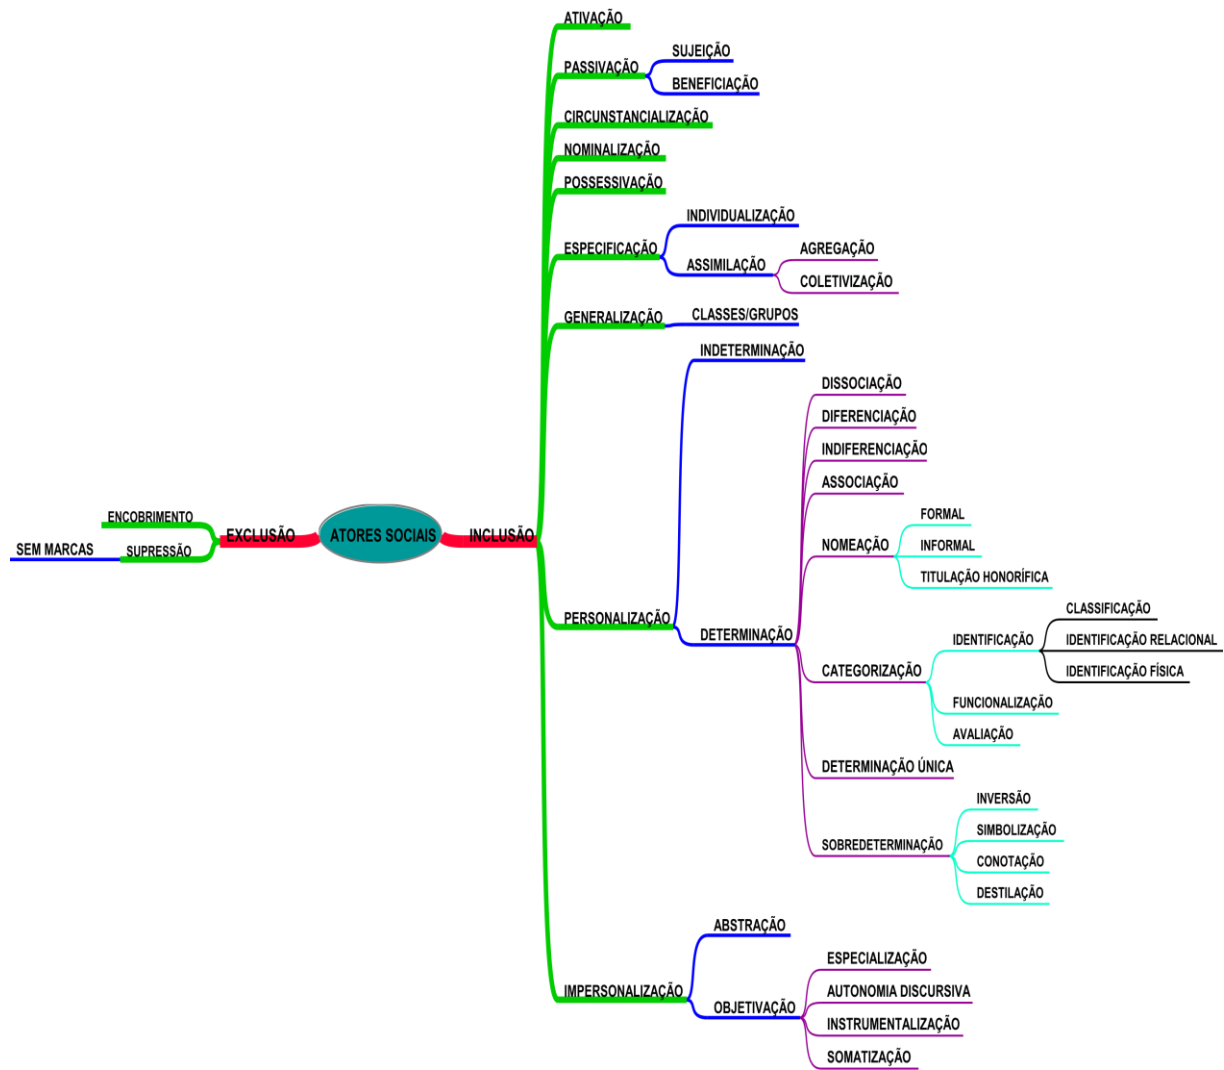 ATIVAÇÃO
PASSIVAÇÃO
SUJEIÇÃO
BENEFICIAÇÃO
CIRCUNSTANCIALIZAÇÃO
NOMINALIZAÇÃO
POSSESSIVAÇÃO
ESPECIFICAÇÃO
INDIVIDUALIZAÇÃO
ASSIMILAÇÃO
AGREGAÇÃO
COLETIVIZAÇÃO
GENERALIZAÇÃO
CLASSES/GRUPOS
INDETERMINAÇÃO
DISSOCIAÇÃO
DIFERENCIAÇÃO
INDIFERENCIAÇÃO
ASSOCIAÇÃO
NOMEAÇÃO
FORMAL
INFORMAL
TITULAÇÃO HONORÍFICA
ENCOBRIMENTO
SEM MARCAS
SUPRESSÃO
EXCLUSÃO
ATORES SOCIAIS
INCLUSÃO
PERSONALIZAÇÃO
DETERMINAÇÃO
CATEGORIZAÇÃO
IDENTIFICAÇÃO
CLASSIFICAÇÃO
IDENTIFICAÇÃO RELACIONAL
IDENTIFICAÇÃO FÍSICA
FUNCIONALIZAÇÃO
AVALIAÇÃO
DETERMINAÇÃO ÚNICA
SOBREDETERMINAÇÃO
INVERSÃO
SIMBOLIZAÇÃO
CONOTAÇÃO
DESTILAÇÃO
IMPERSONALIZAÇÃO
ABSTRAÇÃO
OBJETIVAÇÃO
ESPECIALIZAÇÃO
AUTONOMIA DISCURSIVA
INSTRUMENTALIZAÇÃO
SOMATIZAÇÃO